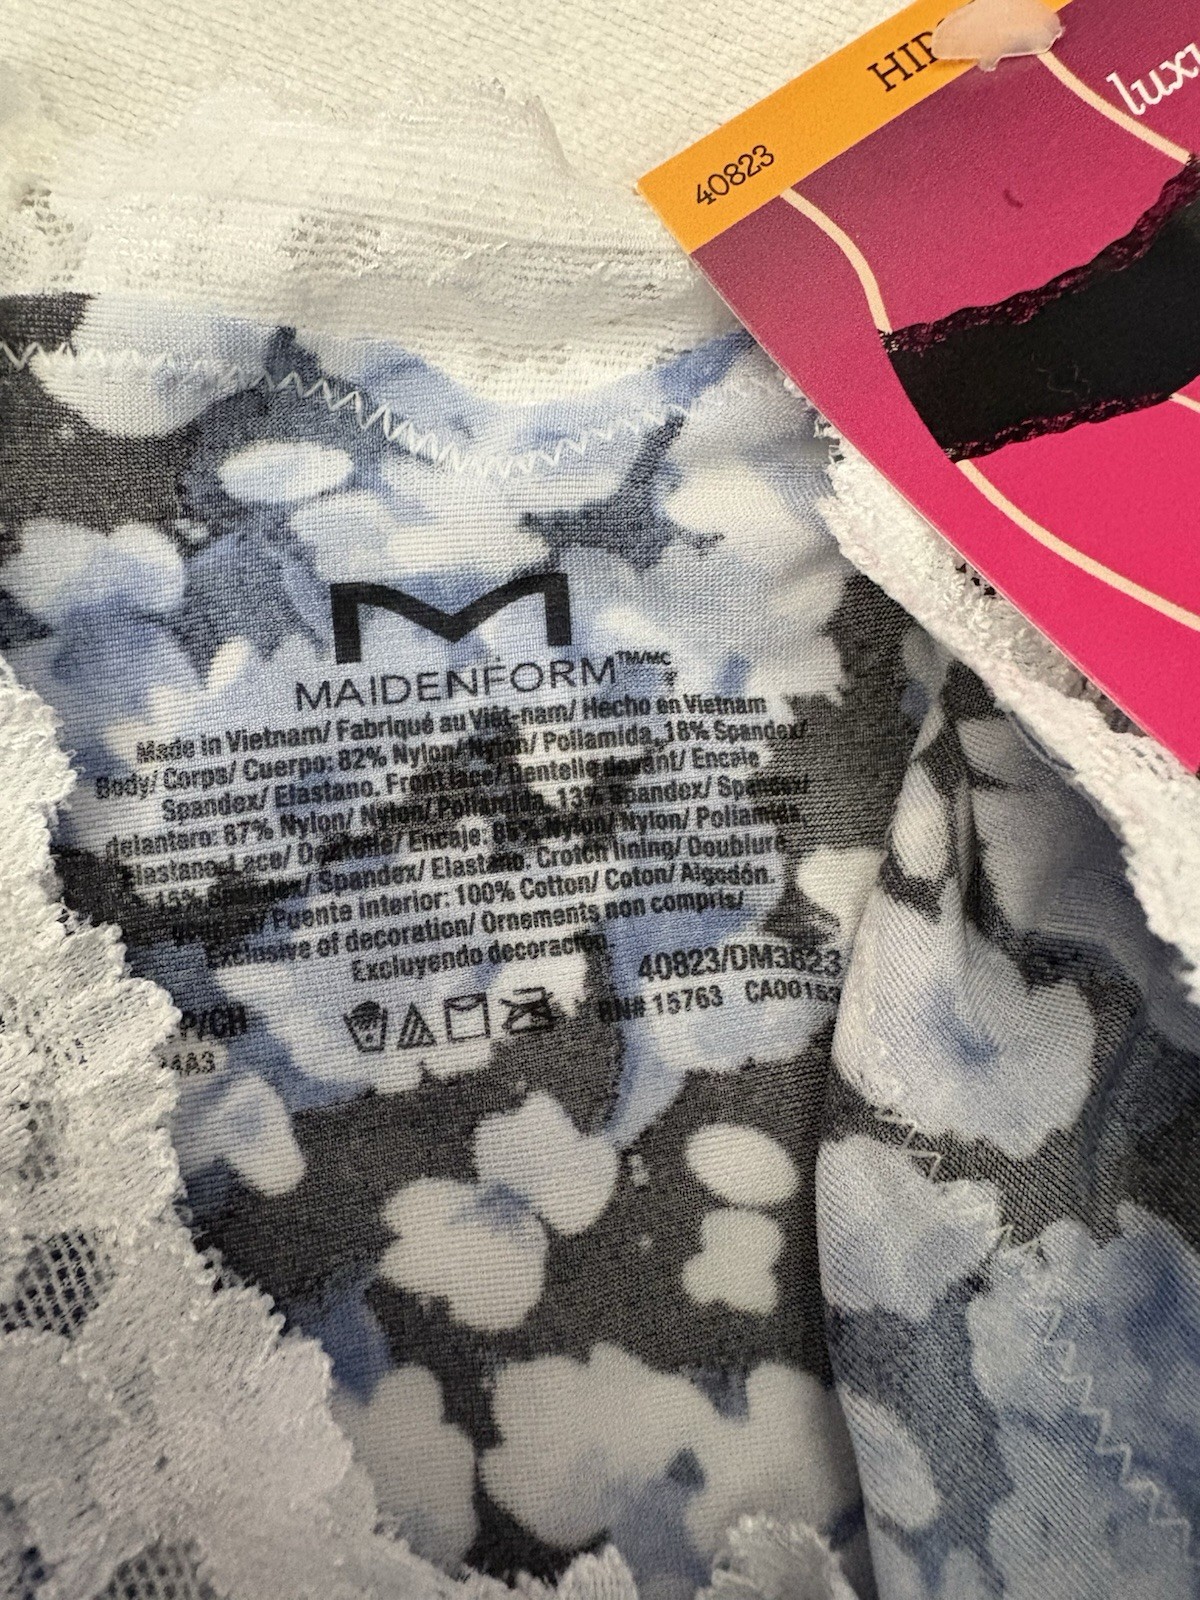 40823
MAIDENFORM™/MC
Made in Vietnam/ Fabriqué au Viêt-nam/ Hecho en Vietnam
Body/ Corps/ Cuerpo: 82% Nylon/ Nylon/ Poliamida, 18% Spandex/
Spandex/ Elastano. Front lace/ Dentelle devant/ Encaje
delantero: 87% Nylon/ Nylon/ Poliamida, 13% Spandex/ Spandex/
Elastano. Lace/ Dentelle/ Encaje: 85% Nylon/ Nylon/ Poliamida,
15% Spandex/ Spandex/ Elastano. Crotch lining/ Doublure
/ Puente interior: 100% Cotton/ Coton/ Algodón.
Exclusive of decoration/ Ornements non compris/
Excluyendo decoración.
40823/DM3823
RN# 15763
P/CH